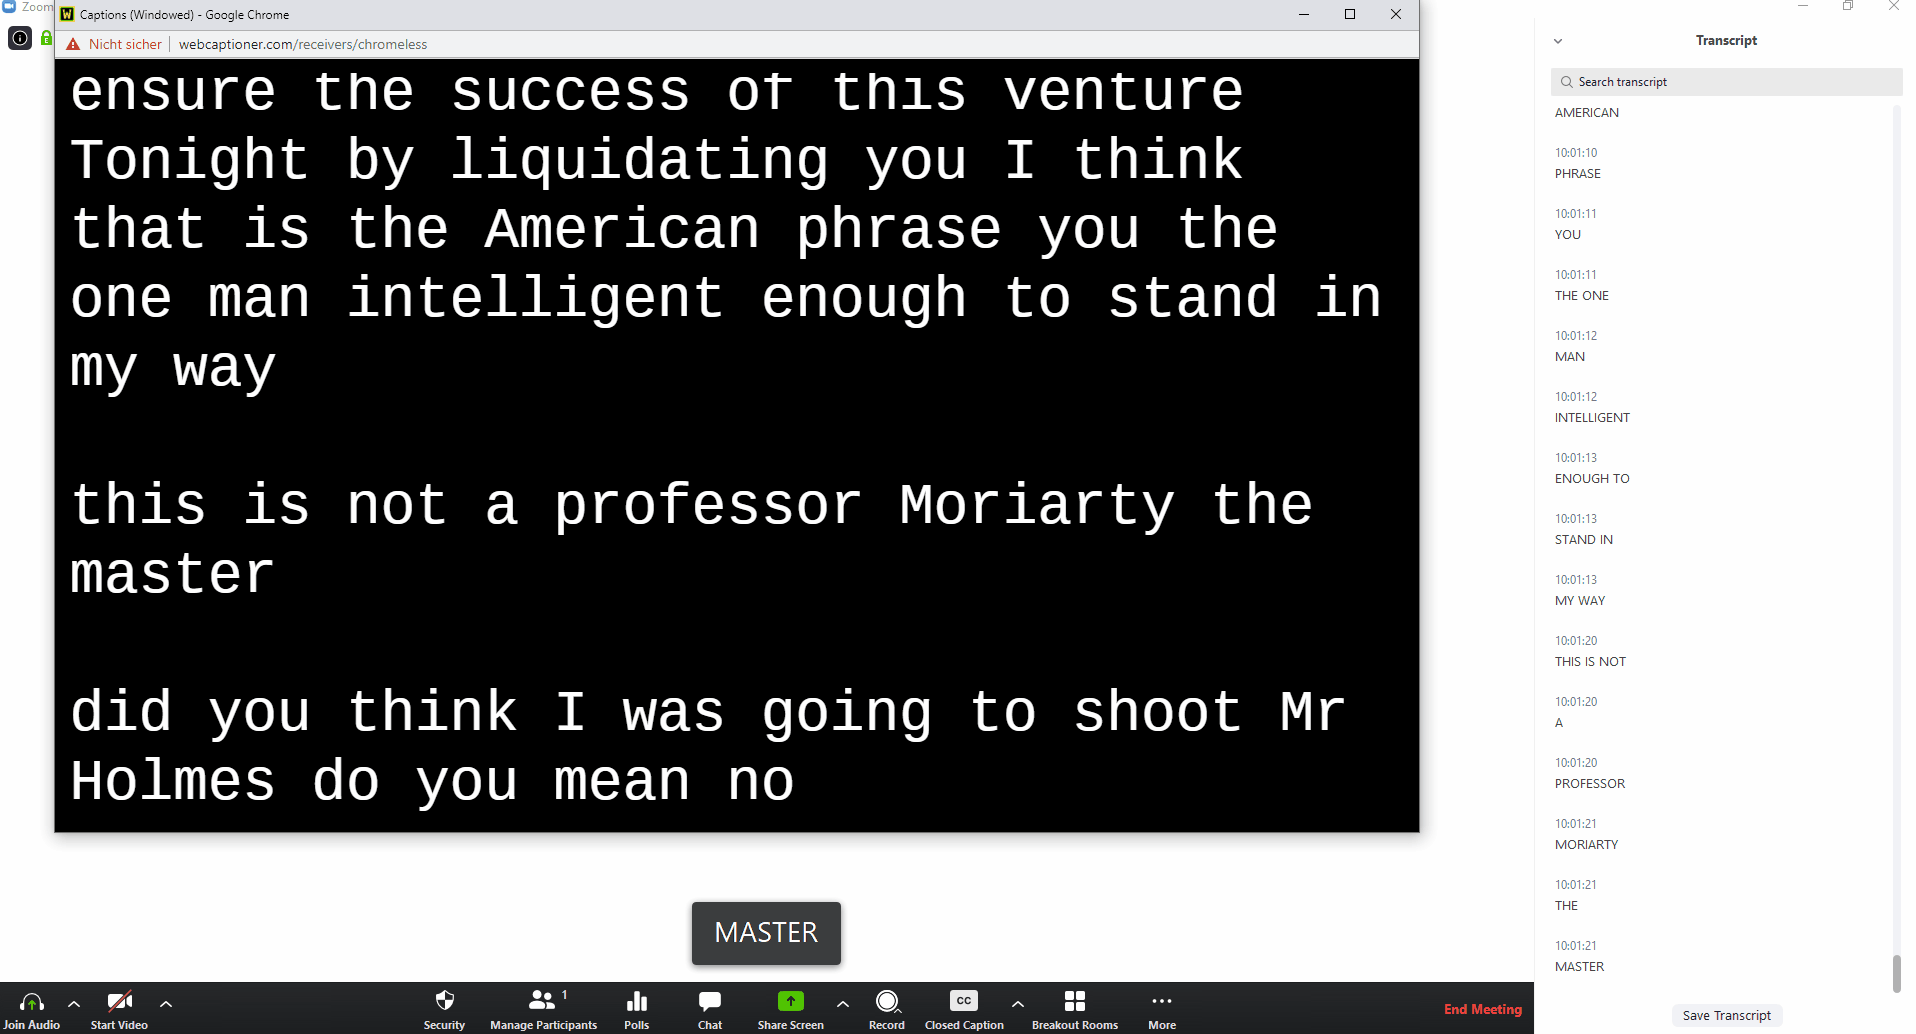 Zoom
Captions (Windowed) - Google Chrome
Nicht sicher | webcaptioner.com/receivers/chromeless
ensure the success of this venture
Tonight by liquidating you I think
that is the American phrase you the
one man intelligent enough to stand in
my way
this is not a professor Moriarty the
master
did you think I was going to shoot Mr
Holmes do you mean no
MASTER
Transcript
Search transcript
AMERICAN
10:01:10
PHRASE
10:01:11
YOU
10:01:11
THE ONE
10:01:12
MAN
10:01:12
INTELLIGENT
10:01:13
ENOUGH TO
10:01:13
STAND IN
10:01:13
MY WAY
10:01:20
THIS IS NOT
10:01:20
A
10:01:20
PROFESSOR
10:01:21
MORIARTY
10:01:21
THE
10:01:21
MASTER
Save Transcript
1
CC
Join Audio
Start Video
Security
Manage Participants
Polls
Chat
Share Screen
Record
Closed Caption
Breakout Rooms
More
End Meeting